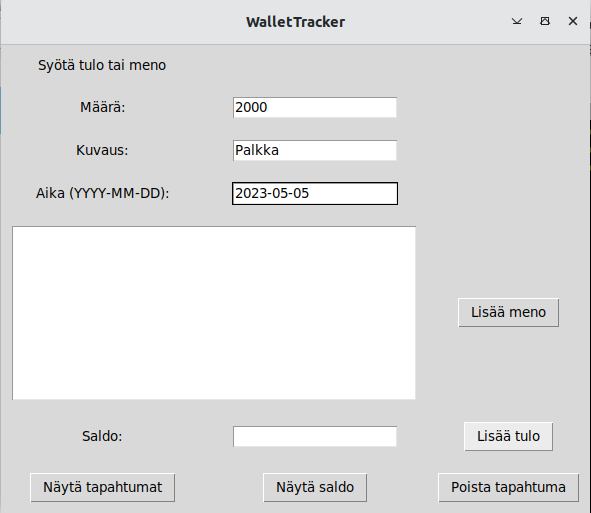 WalletTracker
Syötä tulo tai meno
Määrä: 2000
Kuvaus: Palkka
Aika (YYYY-MM-DD): 2023-05-05
Lisää meno
Saldo: Lisää tulo
Näytä tapahtumat Näytä saldo Poista tapahtuma